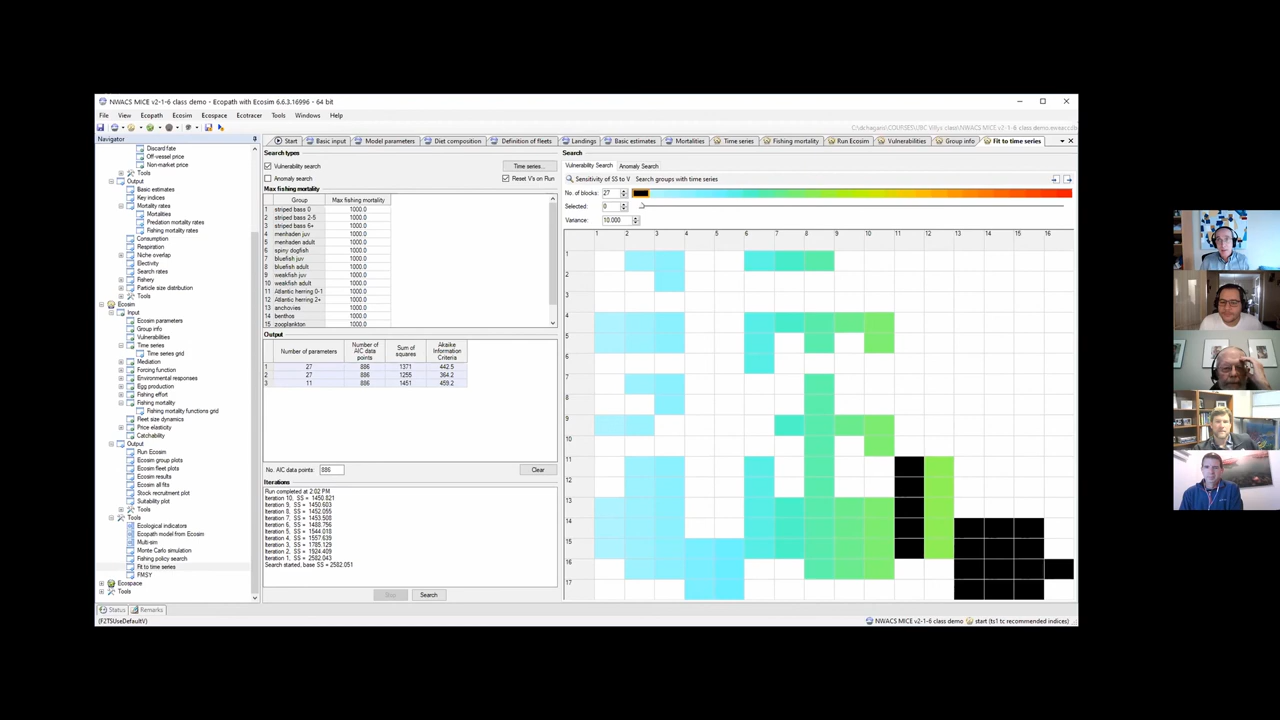 NWACS MICE v2-1-6 class demo - Ecopath with Ecosim 6.6.3.16996 - 64 bit
File View Ecopath Ecosim Ecospace Ecotracer Tools Windows Help
Navigator
Discard fate
Off-vessel price
Non-market price
Tools
Output
Basic estimates
Key indices
Mortality rates
Mortalities
Predation mortality rates
Fishing mortality rates
Consumption
Respiration
Niche overlap
Electivity
Search rates
Fishery
Particle size distribution
Tools
Ecosim
Input
Ecosim parameters
Group info
Vulnerabilities
Time series
Time series grid
Mediation
Forcing function
Environmental responses
Egg production
Fishing effort
Fishing mortality
Fishing mortality functions grid
Fleet size dynamics
Price elasticity
Catchability
Output
Run Ecosim
Ecosim group plots
Ecosim fleet plots
Ecosim results
Ecosim all fits
Stock recruitment plot
Suitability plot
Tools
Tools
Ecological indicators
Ecopath model from Ecosim
Multi-sim
Monte Carlo simulation
Fishing policy search
Fit to time series
FMSY
Ecospace
Tools
Status Remarks
(F2TSUseDefaultV)
Start Basic input Model parameters Diet composition Definition of fleets Landings Basic estimates Mortalities Time series Fishing mortality Run Ecosim Vulnerabilities Group info Fit to time series
Search types
Vulnerability search
Time series...
Anomaly search
Reset V's on Run
Max fishing mortality
Group Max fishing mortality
1 striped bass 0 1000.0
2 striped bass 2-5 1000.0
3 striped bass 6+ 1000.0
4 menhaden juv 1000.0
5 menhaden adult 1000.0
6 spiny dogfish 1000.0
7 bluefish juv 1000.0
8 bluefish adult 1000.0
9 weakfish juv 1000.0
10 weakfish adult 1000.0
11 Atlantic herring 0-1 1000.0
12 Atlantic herring 2+ 1000.0
13 anchovies 1000.0
14 benthos 1000.0
15 zooplankton 1000.0
Output
Number of parameters Number of AIC data points Sum of squares Akaike Information Criteria
1 27 886 1371 442.5
2 27 886 1255 364.2
3 11 886 1451 459.2
No. AIC data points: 886 Clear
Iterations
Run completed at 2:02 PM
Iteration 10, SS = 1450.821
Iteration 9, SS = 1450.603
Iteration 8, SS = 1452.055
Iteration 7, SS = 1453.508
Iteration 6, SS = 1488.756
Iteration 5, SS = 1544.018
Iteration 4, SS = 1557.639
Iteration 3, SS = 1785.129
Iteration 2, SS = 1924.409
Iteration 1, SS = 2582.043
Search started, base SS = 2582.051
Stop Search
Search
Vulnerability Search Anomaly Search
Sensitivity of SS to V Search groups with time series
No. of blocks: 27
Selected: 0
Variance: 10.000
1 2 3 4 5 6 7 8 9 10 11 12 13 14 15 16
1
2
3
4
5
6
7
8
9
10
11
12
13
14
15
16
17
NWACS MICE v2-1-6 class demo start (ts1 tc recommended indices)